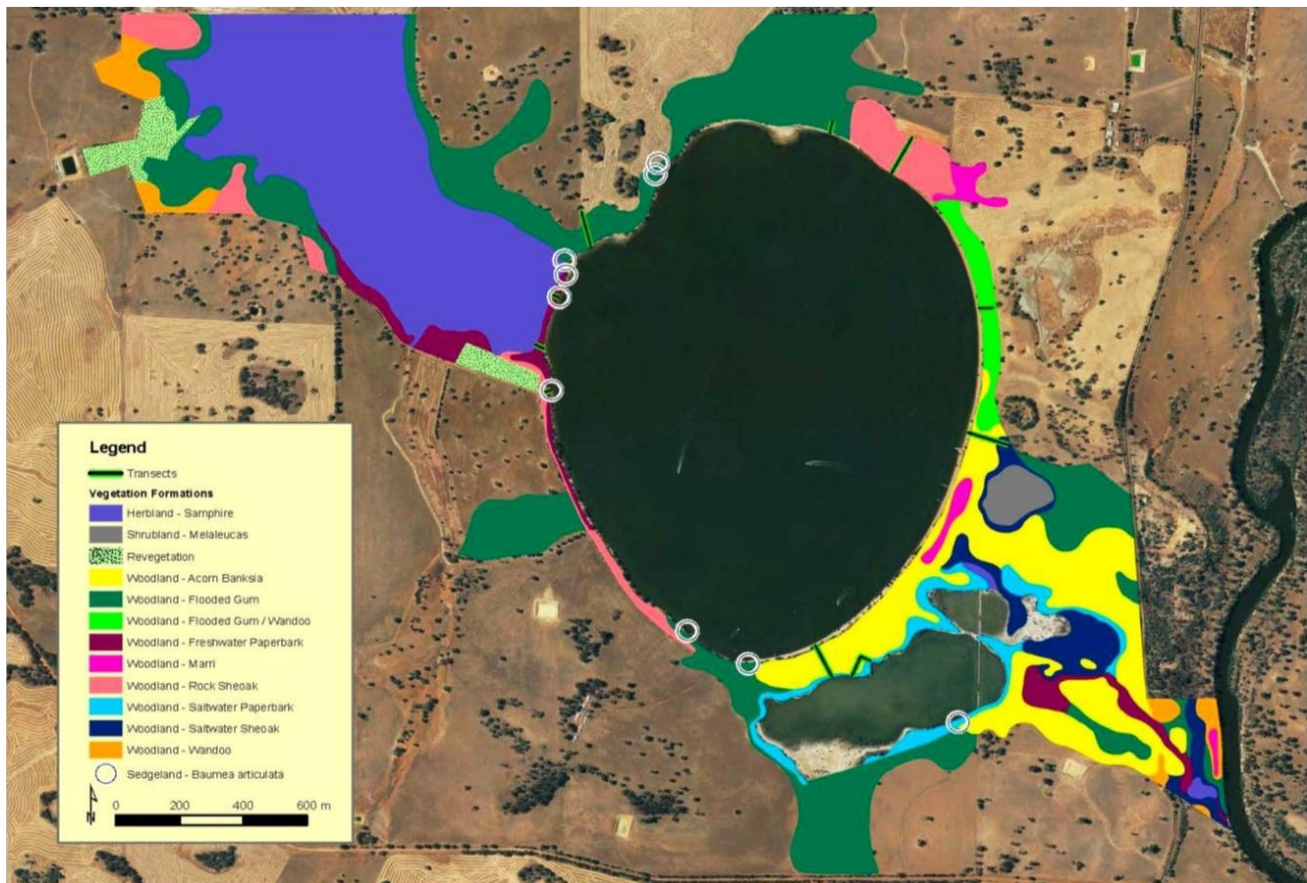 Legend
Transects
Vegetation Formations
Herbland - Samphire
Shrubland - Melaleucas
Revegetation
Woodland - Acorn Banksia
Woodland - Flooded Gum
Woodland - Flooded Gum / Wandoo
Woodland - Freshwater Paperbark
Woodland - Marri
Woodland - Rock Sheoak
Woodland - Saltwater Paperbark
Woodland - Saltwater Sheoak
Woodland - Wandoo
Sedgeland - Baumea articulata
N
0 200 400 600 m